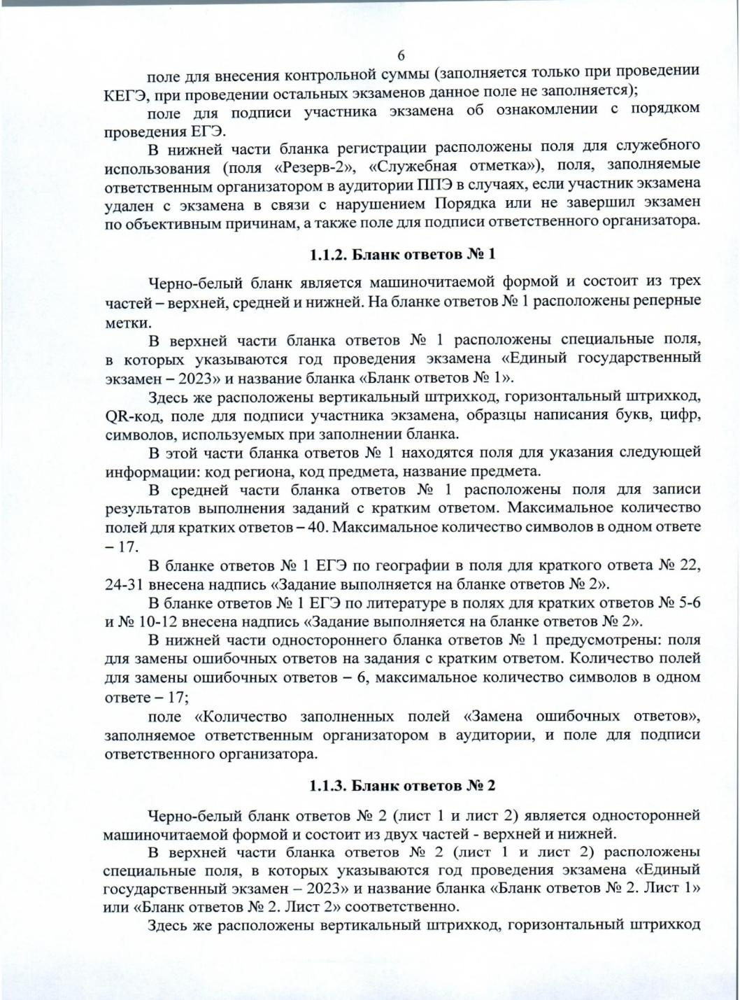 6
поле для внесения контрольной суммы (заполняется только при проведении
КЕГЭ, при проведении остальных экзаменов данное поле не заполняется);
поле для подписи участника экзамена об ознакомлении с порядком
проведения ЕГЭ.
В нижней части бланка регистрации расположены поля для служебного
использования (поля «Резерв-2», «Служебная отметка»), поля, заполняемые
ответственным организатором в аудитории ППЭ в случаях, если участник экзамена
удален с экзамена в связи с нарушением Порядка или не завершил экзамен
по объективным причинам, а также поле для подписи ответственного организатора.
1.1.2. Бланк ответов № 1
Черно-белый бланк является машиночитаемой формой и состоит из трех
частей – верхней, средней и нижней. На бланке ответов № 1 расположены реперные
метки.
В верхней части бланка ответов № 1 расположены специальные поля,
в которых указываются год проведения экзамена «Единый государственный
экзамен – 2023» и название бланка «Бланк ответов № 1».
Здесь же расположены вертикальный штрихкод, горизонтальный штрихкод,
QR-код, поле для подписи участника экзамена, образцы написания букв, цифр,
символов, используемых при заполнении бланка.
В этой части бланка ответов № 1 находятся поля для указания следующей
информации: код региона, код предмета, название предмета.
В средней части бланка ответов № 1 расположены поля для записи
результатов выполнения заданий с кратким ответом. Максимальное количество
полей для кратких ответов – 40. Максимальное количество символов в одном ответе
– 17.
В бланке ответов № 1 ЕГЭ по географии в поля для краткого ответа № 22,
24-31 внесена надпись «Задание выполняется на бланке ответов № 2».
В бланке ответов № 1 ЕГЭ по литературе в полях для кратких ответов № 5-6
и № 10-12 внесена надпись «Задание выполняется на бланке ответов № 2».
В нижней части одностороннего бланка ответов № 1 предусмотрены: поля
для замены ошибочных ответов на задания с кратким ответом. Количество полей
для замены ошибочных ответов – 6, максимальное количество символов в одном
ответе – 17;
поле «Количество заполненных полей «Замена ошибочных ответов»,
заполняемое ответственным организатором в аудитории, и поле для подписи
ответственного организатора.
1.1.3. Бланк ответов № 2
Черно-белый бланк ответов № 2 (лист 1 и лист 2) является односторонней
машиночитаемой формой и состоит из двух частей - верхней и нижней.
В верхней части бланка ответов № 2 (лист 1 и лист 2) расположены
специальные поля, в которых указываются год проведения экзамена «Единый
государственный экзамен – 2023» и название бланка «Бланк ответов № 2. Лист 1»
или «Бланк ответов № 2. Лист 2» соответственно.
Здесь же расположены вертикальный штрихкод, горизонтальный штрихкод